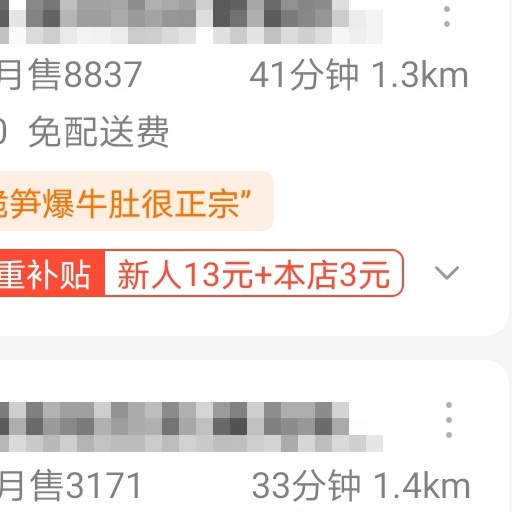 月售8837 41分钟 1.3km
免配送费
笋爆牛肚很正宗”
重补贴 新人13元+本店3元
月售3171 33分钟 1.4km